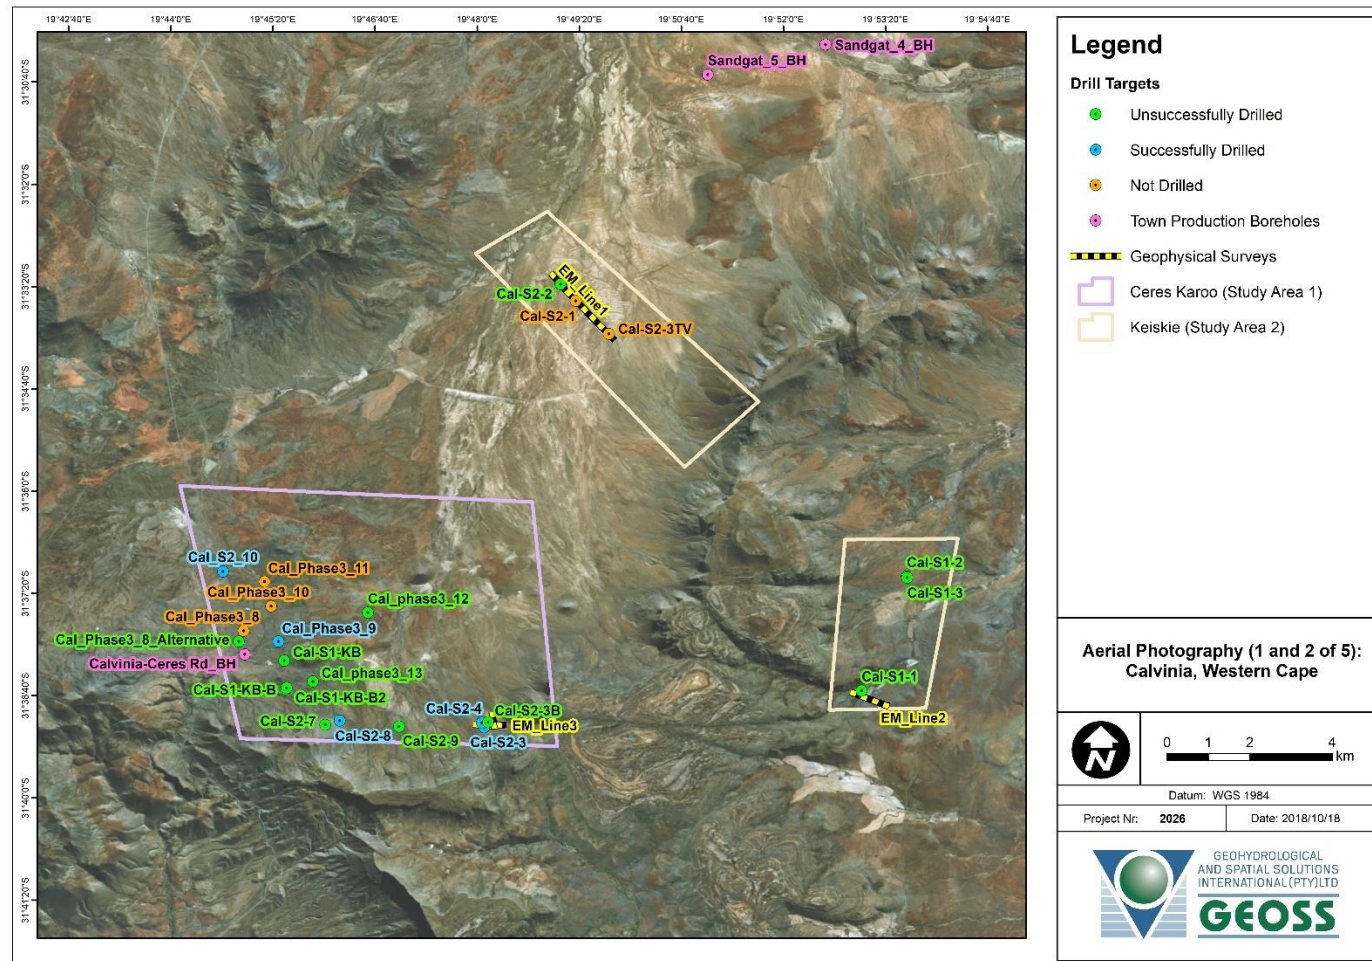 19°42'40"E
19°44'0"E
19°45'20"E
19°46'40"E
19°48'0"E
19°49'20"E
19°50'40"E
19°52'0"E
19°53'20"E
19°54'40"E
31°30'40"S
31°32'0"S
31°33'20"S
31°34'40"S
31°36'0"S
31°37'20"S
31°38'40"S
31°40'0"S
31°41'20"S
Sandgat_4_BH
Sandgat_5_BH
EM_Line1
Cal-S2-2
Cal-S2-1
Cal-S2-3TV
Cal_S2_10
Cal_Phase3_11
Cal_Phase3_10
Cal_phase3_12
Cal_Phase3_8
Cal_Phase3_8_Alternative
Cal_Phase3_9
Calvinia-Ceres Rd_BH
Cal-S1-KB
Cal_phase3_13
Cal-S1-KB-B
Cal-S1-KB-B2
Cal-S2-7
Cal-S2-8
Cal-S2-9
Cal-S2-4
Cal-S2-3B
EM_Line3
Cal-S2-3
Cal-S1-2
Cal-S1-3
Cal-S1-1
EM_Line2
Legend
Drill Targets
Unsuccessfully Drilled
Successfully Drilled
Not Drilled
Town Production Boreholes
Geophysical Surveys
Ceres Karoo (Study Area 1)
Keiskie (Study Area 2)
Aerial Photography (1 and 2 of 5):
Calvinia, Western Cape
N
0 1 2 4
km
Datum: WGS 1984
Project Nr: 2026 Date: 2018/10/18
GEOHYDROLOGICAL
AND SPATIAL SOLUTIONS
INTERNATIONAL(PTY)LTD
GEOSS